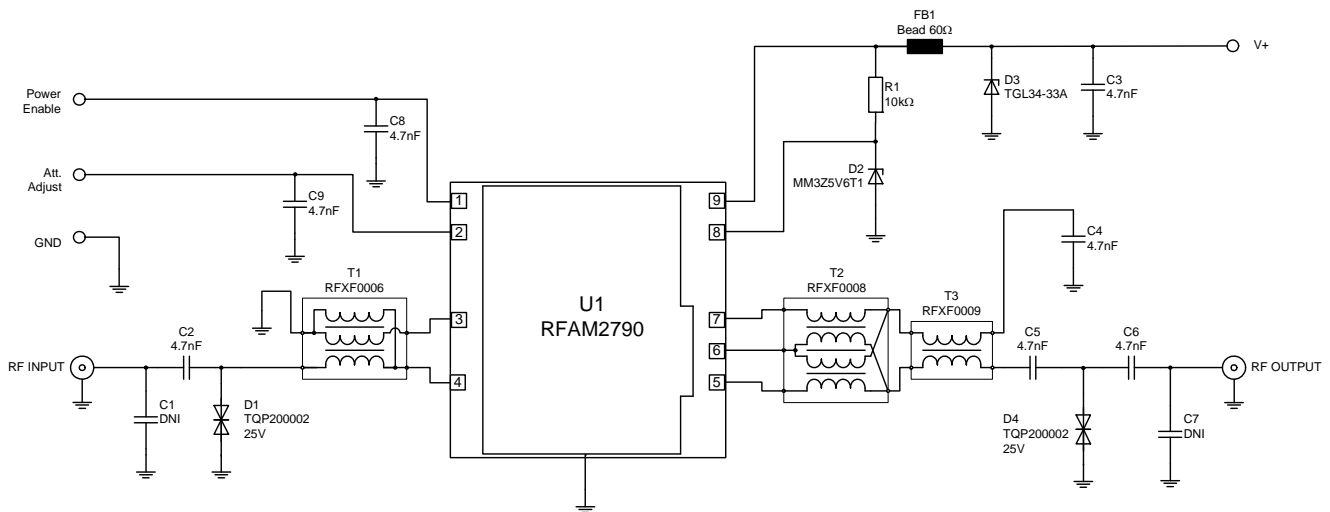 FB1
Bead 60Ω
V+
Power
Enable
C8
4.7nF
R1
10kΩ
D3
TGL34-33A
C3
4.7nF
Att.
Adjust
C9
4.7nF
D2
MM3Z5V6T1
1
2
9
8
GND
C4
4.7nF
T1
RFXF0006
T2
RFXF0008
T3
RFXF0009
U1
RFAM2790
3
4
7
6
5
C2
4.7nF
C5
4.7nF
C6
4.7nF
RF INPUT
RF OUTPUT
C1
DNI
D1
TQP200002
25V
D4
TQP200002
25V
C7
DNI